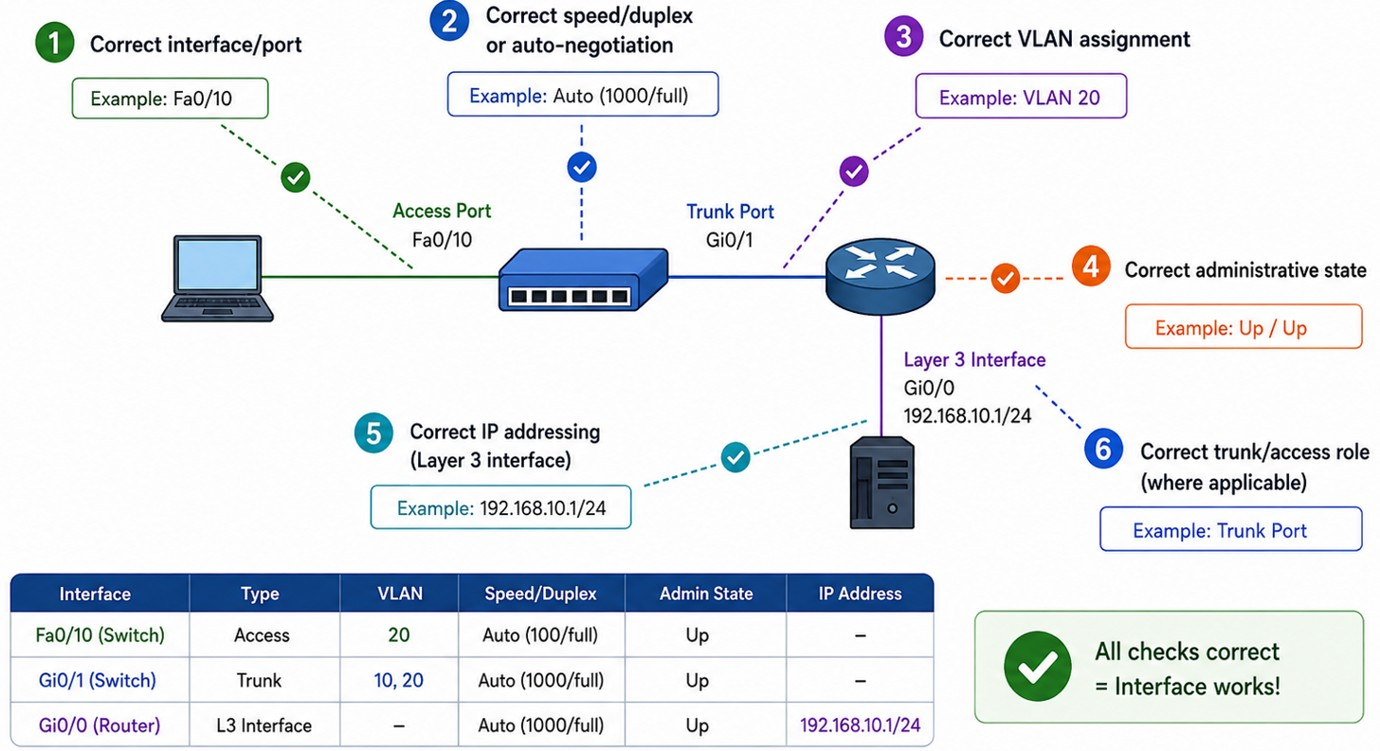 1 Correct interface/port
Example: Fa0/10
2 Correct speed/duplex
or auto-negotiation
Example: Auto (1000/full)
3 Correct VLAN assignment
Example: VLAN 20
Access Port
Fa0/10
Trunk Port
Gi0/1
4 Correct administrative state
Example: Up / Up
Layer 3 Interface
Gi0/0
192.168.10.1/24
5 Correct IP addressing
(Layer 3 interface)
Example: 192.168.10.1/24
6 Correct trunk/access role
(where applicable)
Example: Trunk Port
Interface Type VLAN Speed/Duplex Admin State IP Address
Fa0/10 (Switch) Access 20 Auto (100/full) Up –
Gi0/1 (Switch) Trunk 10, 20 Auto (1000/full) Up –
Gi0/0 (Router) L3 Interface – Auto (1000/full) Up 192.168.10.1/24
All checks correct
= Interface works!